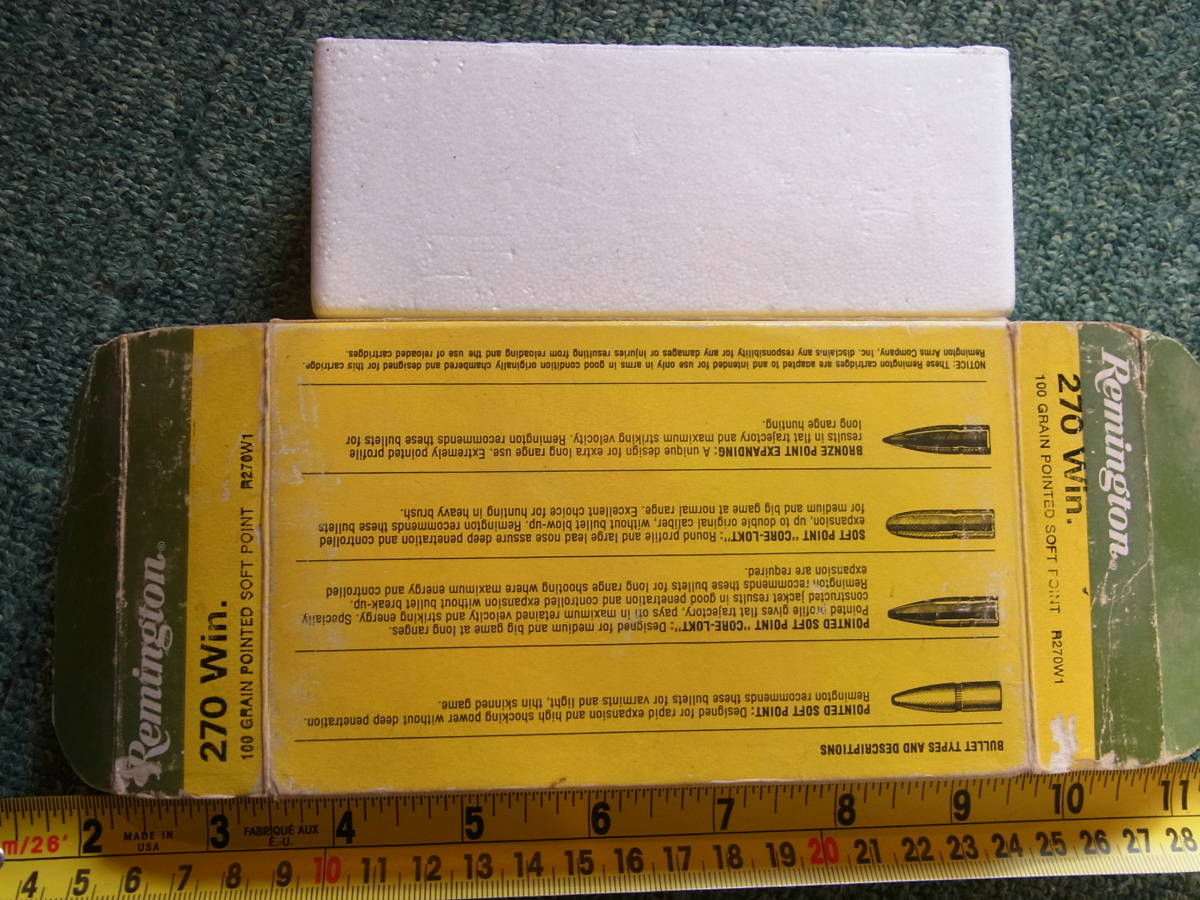 Remington®
270 Win.
100 GRAIN POINTED SOFT POINT R270W1
BULLET TYPES AND DESCRIPTIONS
POINTED SOFT POINT: Designed for rapid expansion and high shocking power without deep penetration.
Remington recommends these bullets for varmints and light, thin skinned game.
POINTED SOFT POINT "CORE-LOKT": Designed for medium and big game at long ranges.
Pointed profile gives flat trajectory, pays off in maximum retained velocity and striking energy. Specially
constructed jacket results in good penetration and controlled expansion without bullet break-up.
Remington recommends these bullets for long range shooting where maximum energy and controlled
expansion are required.
SOFT POINT "CORE-LOKT": Round profile and large lead nose assure deep penetration and controlled
expansion, up to double original caliber, without bullet blow-up. Remington recommends these bullets
for medium and big game at normal range. Excellent choice for hunting in heavy brush.
BRONZE POINT EXPANDING: A unique design for extra long range use. Extremely pointed profile
results in flat trajectory and maximum striking velocity. Remington recommends these bullets for
long range hunting.
NOTICE: These Remington cartridges are adapted to and intended for use only in arms in good condition originally chambered and designed for this cartridge.
Remington Arms Company, Inc. disclaims any responsibility for any damages or injuries resulting from reloading and the use of reloaded cartridges.
Remington®
270 Win.
100 GRAIN POINTED SOFT POINT R270W1
2 MADE IN 3 FABRIQUÉ AUX 4 5 6 7 8 9 10 11
m/26' USA É.-U.
4 5 6 7 8 9 10 11 12 13 14 15 16 17 18 19 20 21 22 23 24 25 26 27 28